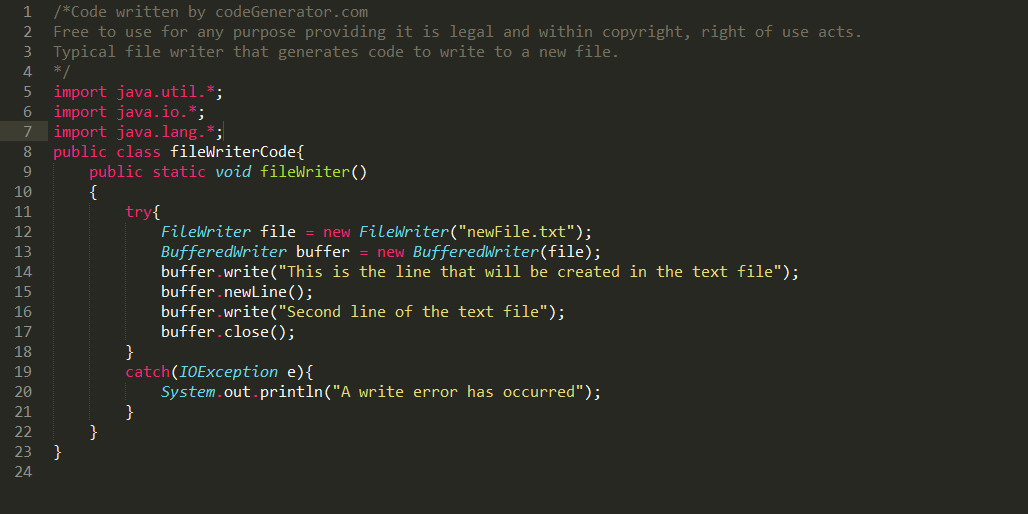 1 /*Code written by codeGenerator.com
2 Free to use for any purpose providing it is legal and within copyright, right of use acts.
3 Typical file writer that generates code to write to a new file.
4 */
5 import java.util.*;
6 import java.io.*;
7 import java.lang.*;
8 public class fileWriterCode{
9     public static void fileWriter()
10     {
11         try{
12             FileWriter file = new FileWriter("newFile.txt");
13             BufferedWriter buffer = new BufferedWriter(file);
14             buffer.write("This is the line that will be created in the text file");
15             buffer.newLine();
16             buffer.write("Second line of the text file");
17             buffer.close();
18         }
19         catch(IOException e){
20             System.out.println("A write error has occurred");
21         }
22     }
23 }
24